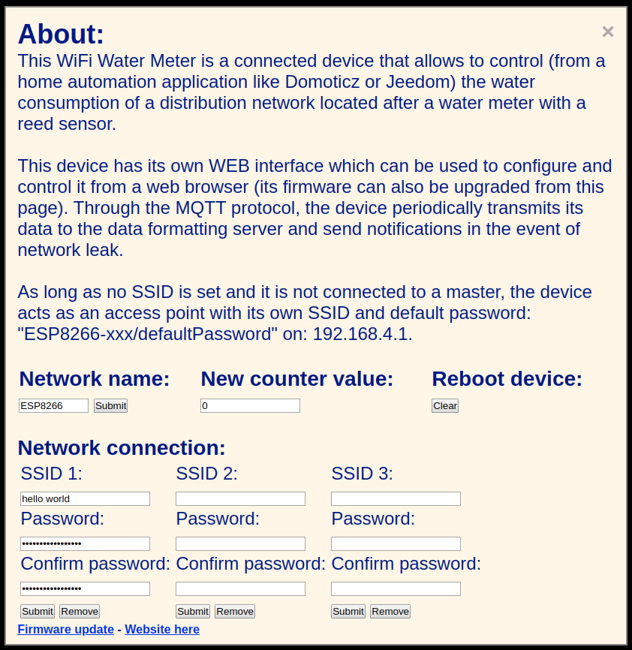 About:
×
This WiFi Water Meter is a connected device that allows to control (from a
home automation application like Domoticz or Jeedom) the water
consumption of a distribution network located after a water meter with a
reed sensor.
This device has its own WEB interface which can be used to configure and
control it from a web browser (its firmware can also be upgraded from this
page). Through the MQTT protocol, the device periodically transmits its
data to the data formatting server and send notifications in the event of
network leak.
As long as no SSID is set and it is not connected to a master, the device
acts as an access point with its own SSID and default password:
"ESP8266-xxx/defaultPassword" on: 192.168.4.1.
Network name: New counter value: Reboot device:
ESP8266 Submit 0 Clear
Network connection:
SSID 1: SSID 2: SSID 3:
hello world
Password: Password: Password:
•••••••••••••••••
Confirm password: Confirm password: Confirm password:
•••••••••••••••••
Submit Remove Submit Remove Submit Remove
Firmware update - Website here